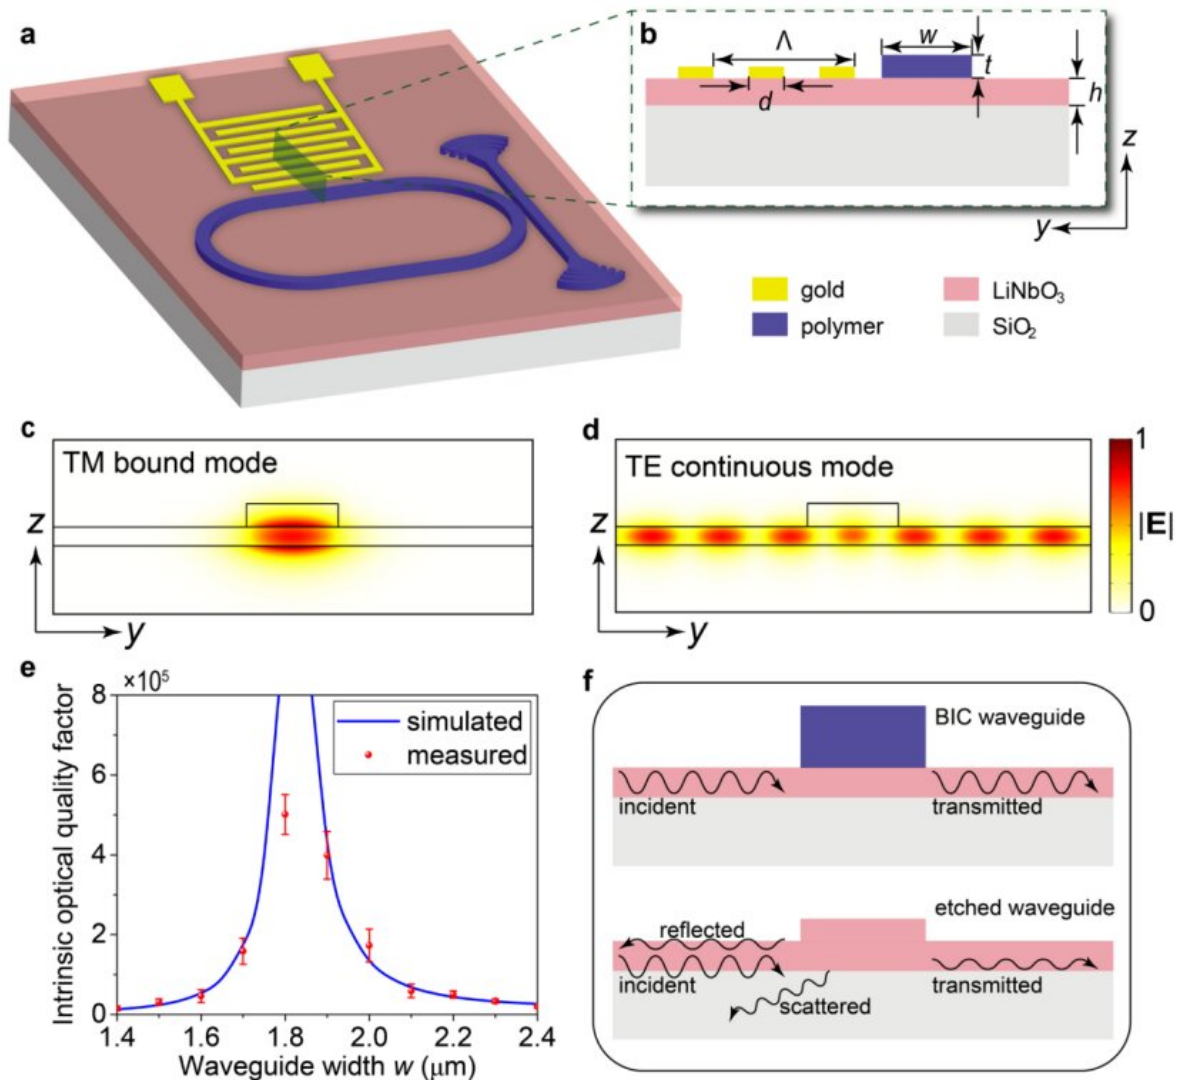 a
b
Λ
w
t
d
h
z
y
gold
LiNbO₃
polymer
SiO₂
c
TM bound mode
z
y
d
TE continuous mode
z
y
1
|E|
0
e
×10⁵
8
6
4
2
0
Intrinsic optical quality factor
simulated
measured
1.4 1.6 1.8 2.0 2.2 2.4
Waveguide width w (μm)
f
BIC waveguide
incident
transmitted
etched waveguide
reflected
incident
transmitted
scattered